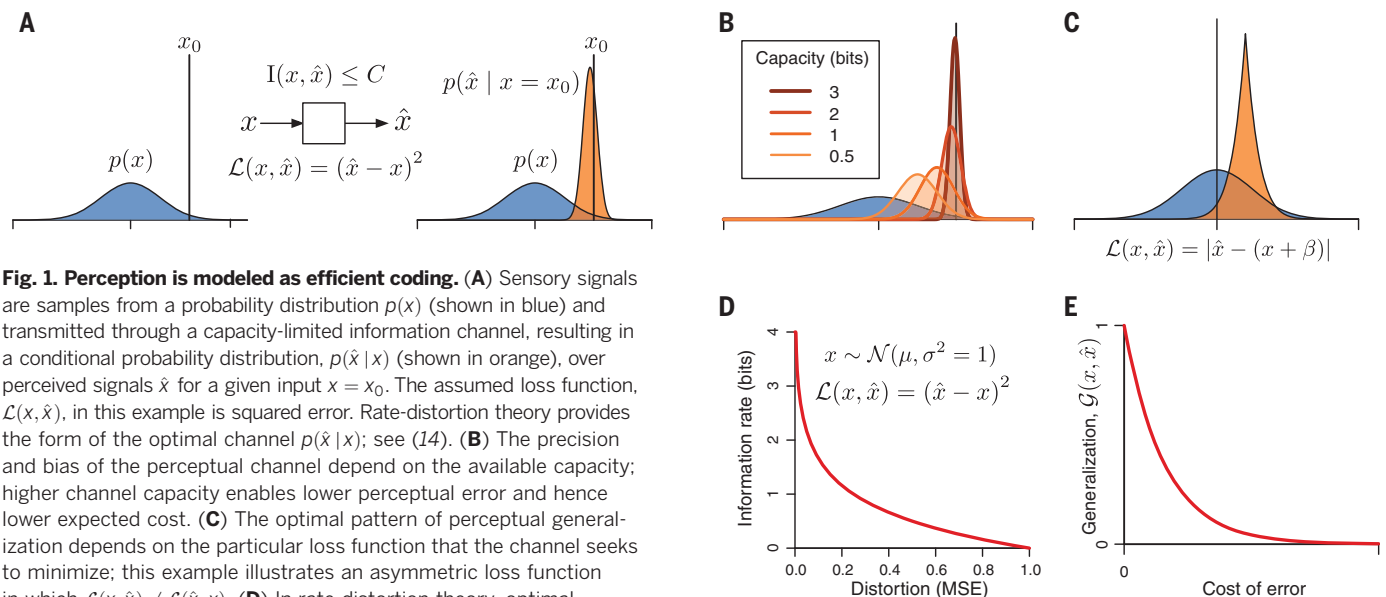 A
x₀
p(x)
I(x, x̂) ≤ C
x
x̂
ℒ(x, x̂) = (x̂ − x)²
x₀
p(x̂ | x = x₀)
p(x)
B
Capacity (bits)
3
2
1
0.5
C
ℒ(x, x̂) = |x̂ − (x + β)|
Fig. 1. Perception is modeled as efficient coding. (A) Sensory signals
are samples from a probability distribution p(x) (shown in blue) and
transmitted through a capacity-limited information channel, resulting in
a conditional probability distribution, p(x̂ | x) (shown in orange), over
perceived signals x̂ for a given input x = x₀. The assumed loss function,
ℒ(x, x̂), in this example is squared error. Rate-distortion theory provides
the form of the optimal channel p(x̂ | x); see (14). (B) The precision
and bias of the perceptual channel depend on the available capacity;
higher channel capacity enables lower perceptual error and hence
lower expected cost. (C) The optimal pattern of perceptual general-
ization depends on the particular loss function that the channel seeks
to minimize; this example illustrates an asymmetric loss function
D
Information rate (bits)
4
3
2
1
0
x ~ 𝒩(μ, σ² = 1)
ℒ(x, x̂) = (x̂ − x)²
0.0 0.2 0.4 0.6 0.8 1.0
Distortion (MSE)
E
Generalization, 𝒢(x, x̂)
1
0
0
Cost of error